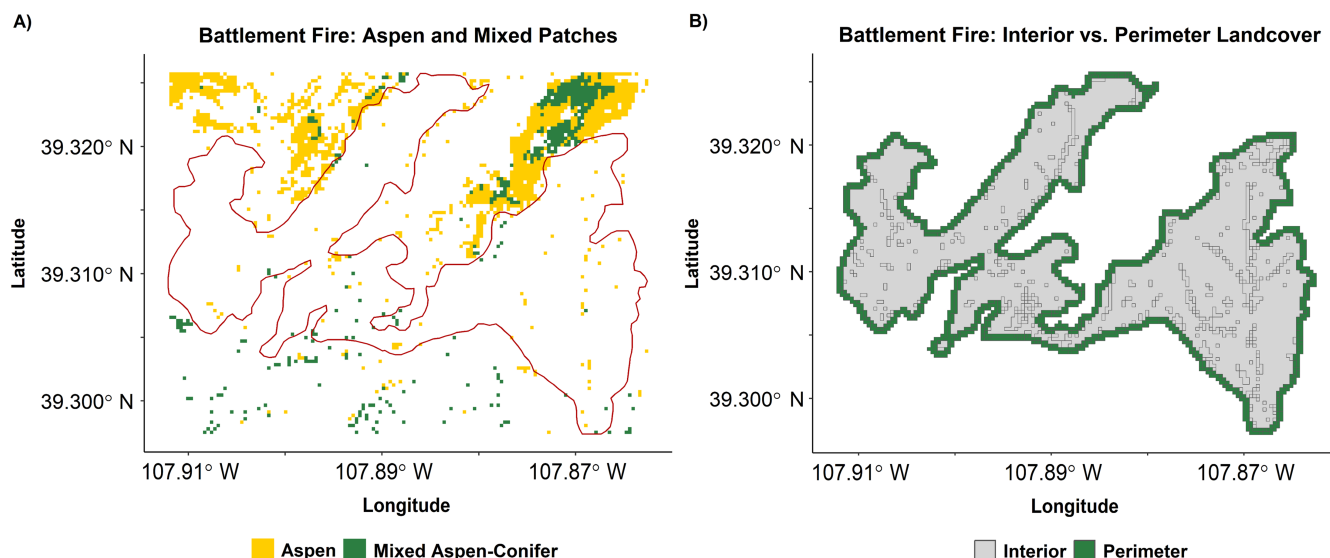 A)
Battlement Fire: Aspen and Mixed Patches
39.320° N
39.310° N
39.300° N
Latitude
107.91° W
107.89° W
107.87° W
Longitude
Aspen
Mixed Aspen-Conifer
B)
Battlement Fire: Interior vs. Perimeter Landcover
39.320° N
39.310° N
39.300° N
Latitude
107.91° W
107.89° W
107.87° W
Longitude
Interior
Perimeter